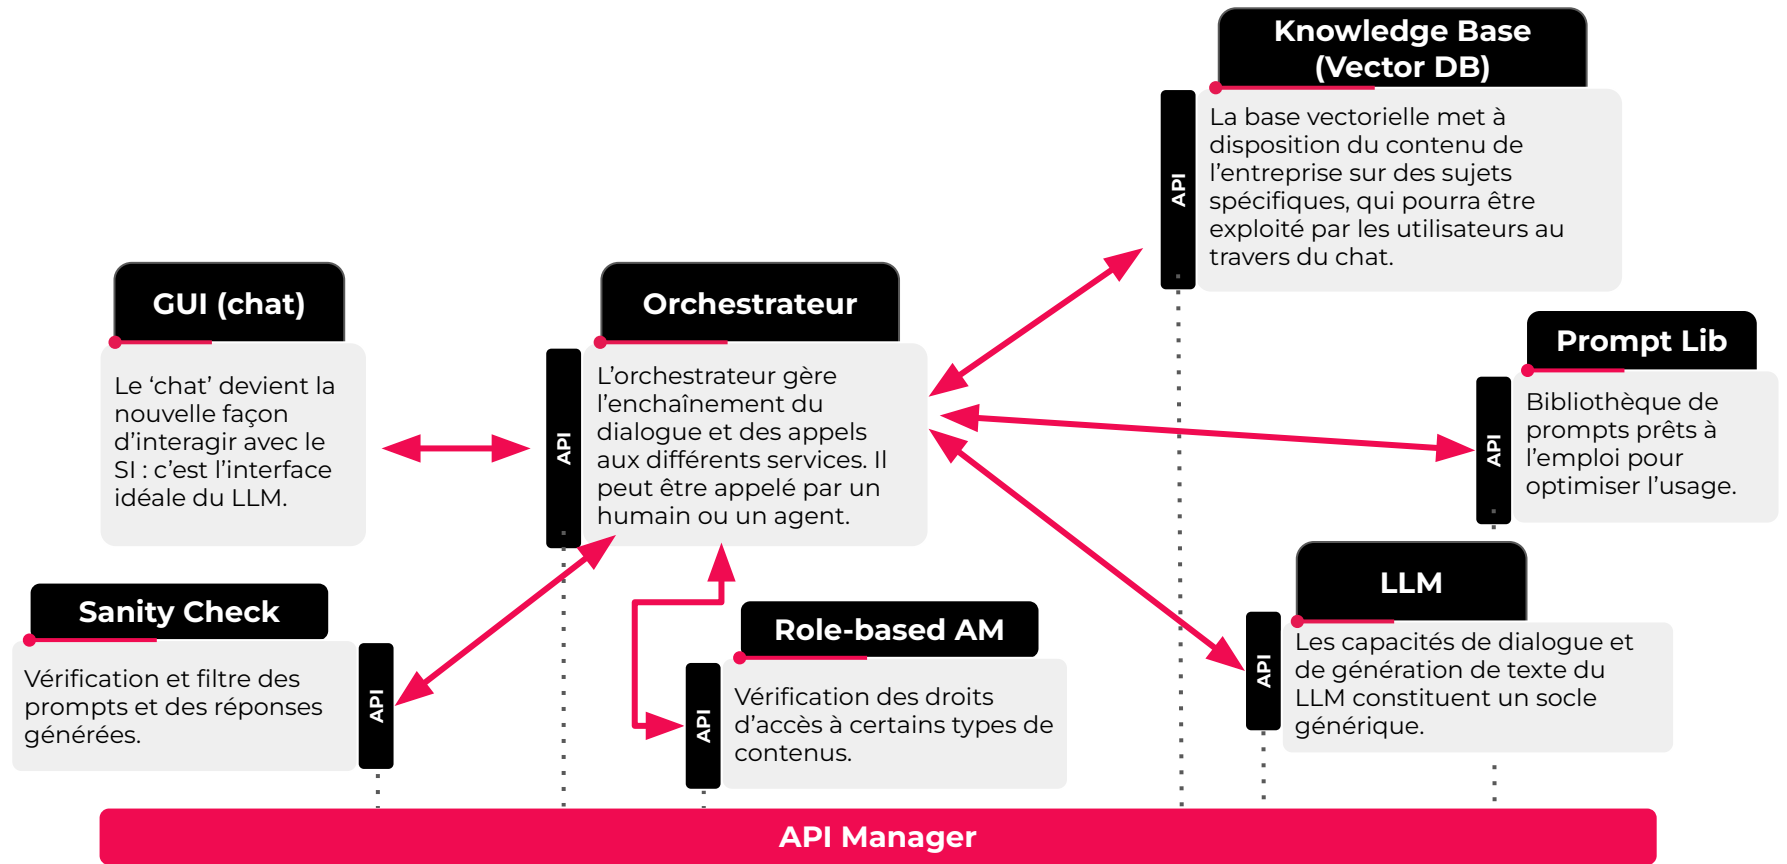 Knowledge Base
(Vector DB)
API
La base vectorielle met à
disposition du contenu de
l’entreprise sur des sujets
spécifiques, qui pourra être
exploité par les utilisateurs au
travers du chat.
GUI (chat)
Le ‘chat’ devient la
nouvelle façon
d’interagir avec le
SI : c’est l’interface
idéale du LLM.
Orchestrateur
API
L’orchestrateur gère
l’enchaînement du
dialogue et des appels
aux différents services. Il
peut être appelé par un
humain ou un agent.
Prompt Lib
API
Bibliothèque de
prompts prêts à
l’emploi pour
optimiser l’usage.
Sanity Check
Vérification et filtre des
prompts et des réponses
générées.
API
Role-based AM
API
Vérification des droits
d’accès à certains types de
contenus.
LLM
API
Les capacités de dialogue et
de génération de texte du
LLM constituent un socle
générique.
API Manager